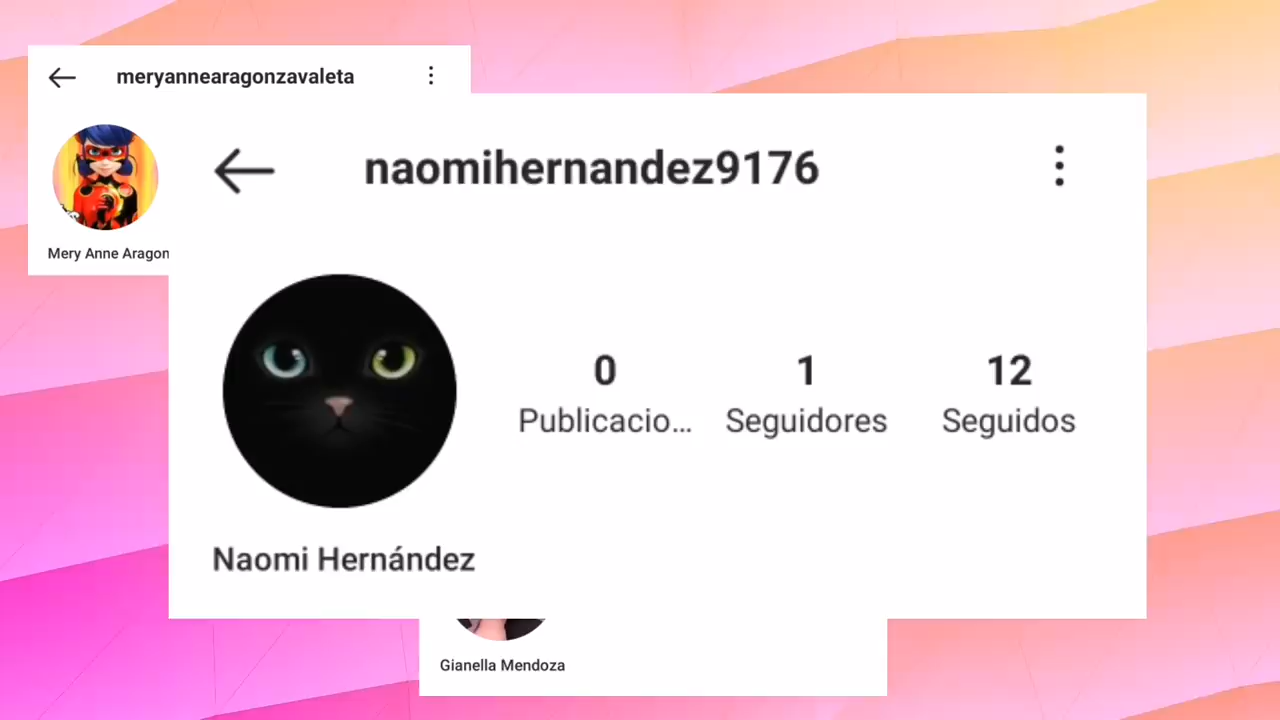 meryannearagonzavaleta
Mery Anne Aragon
naomihernandez9176
0
Publicacio...
1
Seguidores
12
Seguidos
Naomi Hernández
Gianella Mendoza